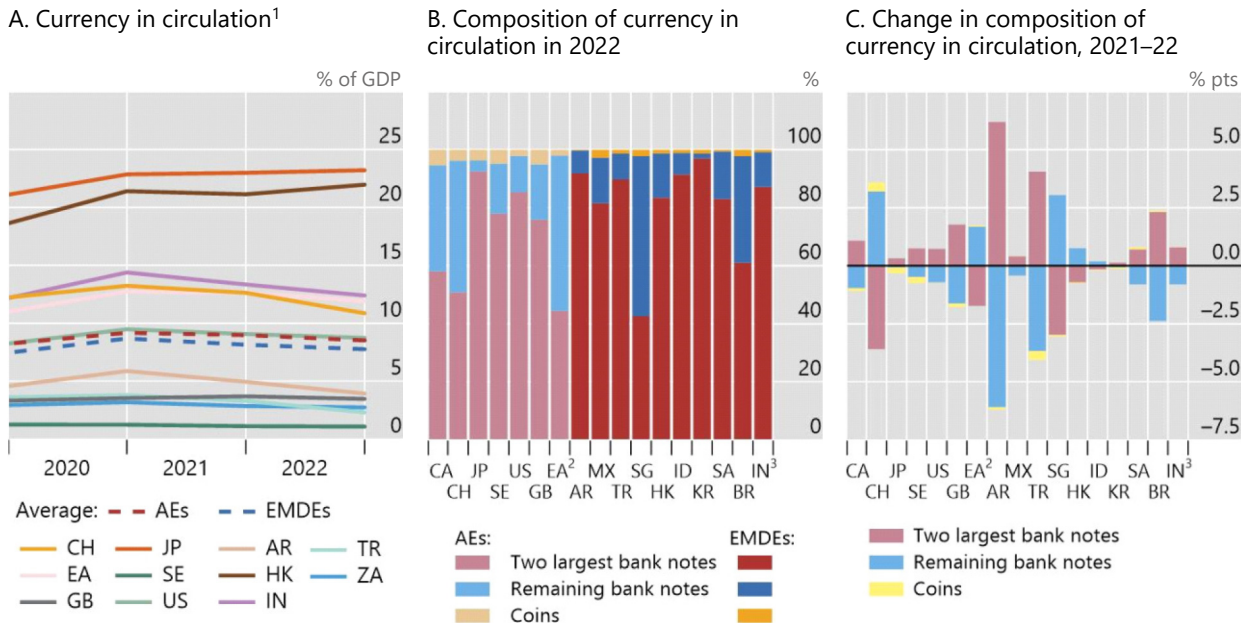 A. Currency in circulation1
% of GDP
25
20
15
10
5
0
2020 2021 2022
Average: AEs EMDEs
CH JP AR TR
EA SE HK ZA
GB US IN
B. Composition of currency in
circulation in 2022
%
100
80
60
40
20
0
CA JP US EA2 MX SG ID SA IN3
CH SE GB AR TR HK KR BR
AEs: EMDEs:
Two largest bank notes
Remaining bank notes
Coins
C. Change in composition of
currency in circulation, 2021–22
% pts
5.0
2.5
0.0
–2.5
–5.0
–7.5
CA JP US EA2 MX SG ID SA IN3
CH SE GB AR TR HK KR BR
Two largest bank notes
Remaining bank notes
Coins